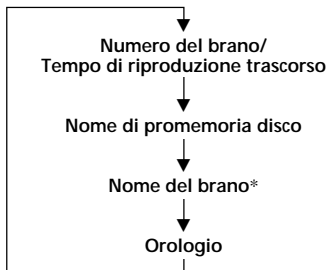 Numero del brano/
Tempo di riproduzione trascorso
Nome di promemoria disco
Nome del brano*
Orologio